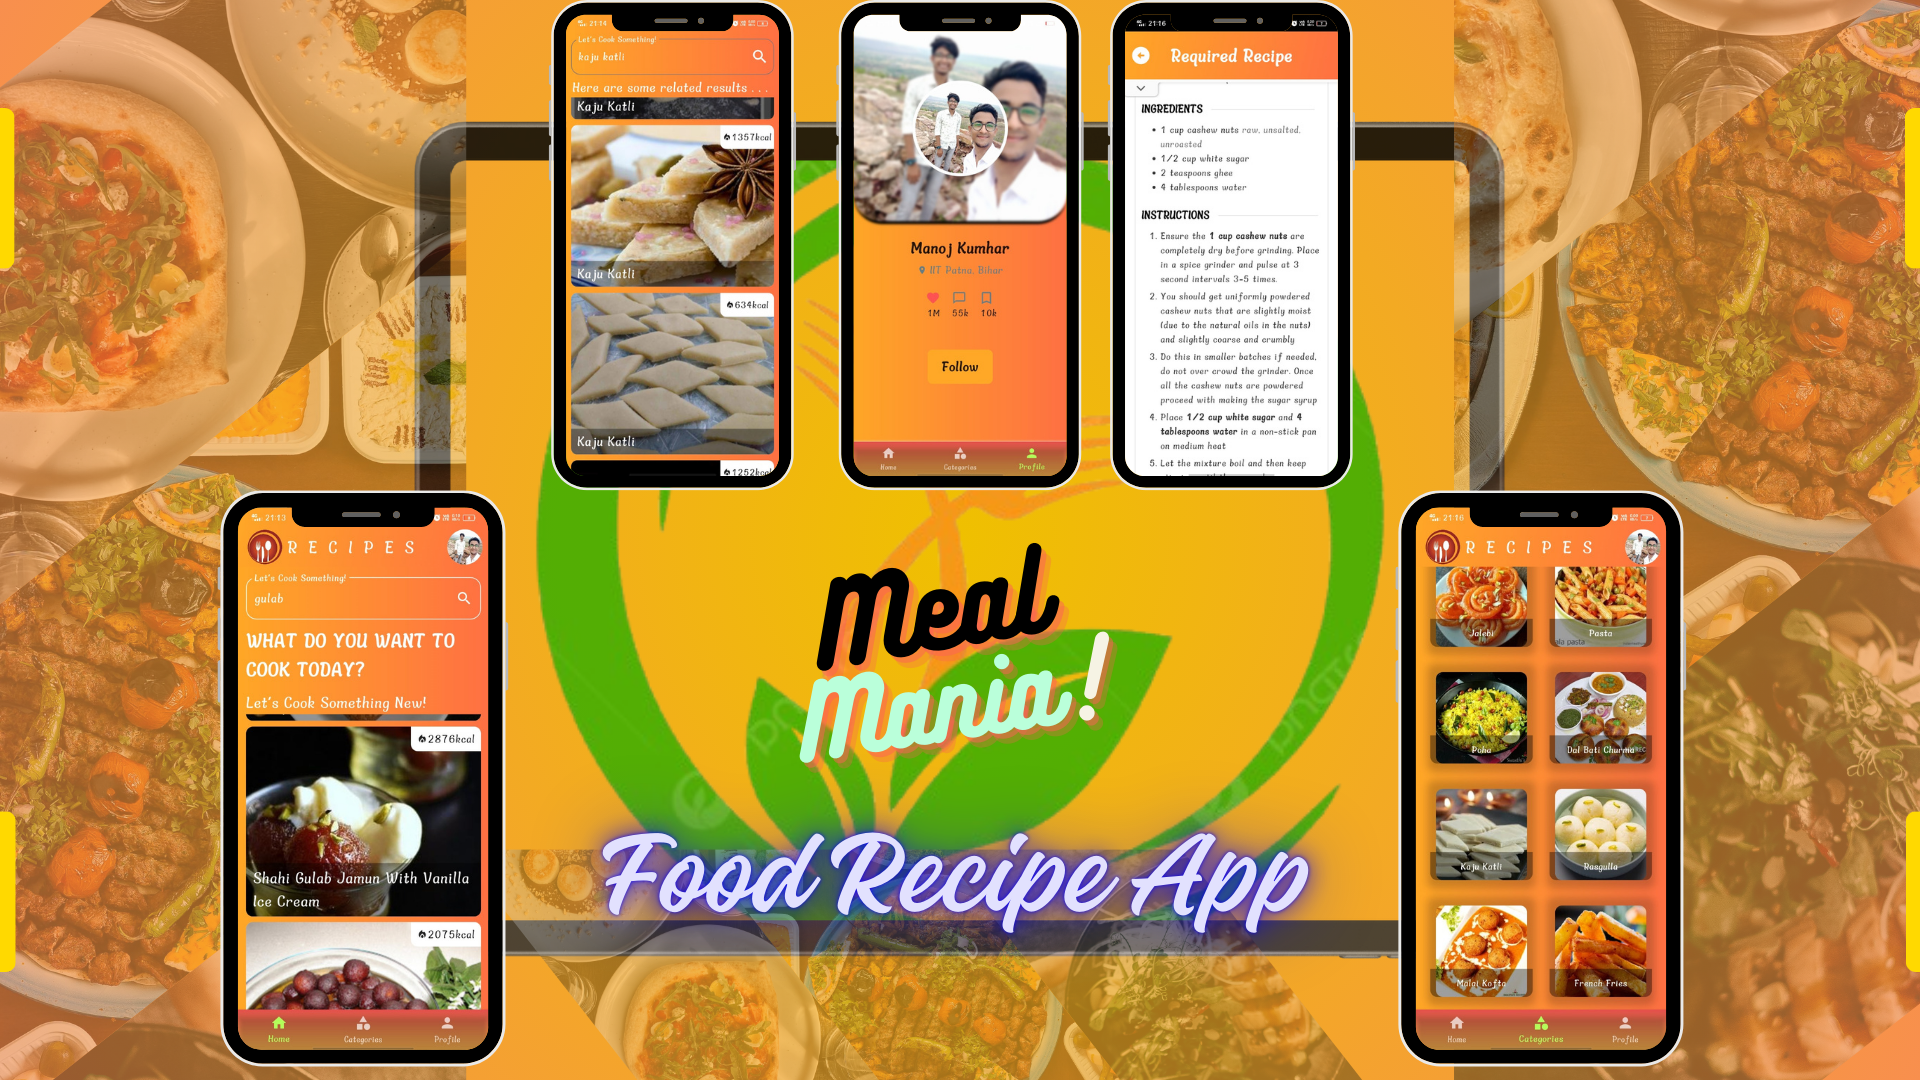 21:14
Let's Cook Something!
kaju katli
Here are some related results . . .
Kaju Katli
1357kcal
Kaju Katli
634kcal
Kaju Katli
1252kcal
Manoj Kumhar
IIT Patna, Bihar
1M 55k 10k
Follow
Home Categories Profile
21:16
Required Recipe
INGREDIENTS
• 1 cup cashew nuts raw, unsalted,
unroasted
• 1/2 cup white sugar
• 2 teaspoons ghee
• 4 tablespoons water
INSTRUCTIONS
1. Ensure the 1 cup cashew nuts are
completely dry before grinding. Place
in a spice grinder and pulse at 3
second intervals 3-5 times.
2. You should get uniformly powdered
cashew nuts that are slightly moist
(due to the natural oils in the nuts)
and slightly coarse and crumbly
3. Do this in smaller batches if needed,
do not over crowd the grinder. Once
all the cashew nuts are powdered
proceed with making the sugar syrup
4. Place 1/2 cup white sugar and 4
tablespoons water in a non-stick pan
on medium heat
5. Let the mixture boil and then keep
21:13
RECIPES
Let's Cook Something!
gulab
WHAT DO YOU WANT TO
COOK TODAY?
Let's Cook Something New!
2876kcal
Shahi Gulab Jamun With Vanilla
Ice Cream
2075kcal
Home Categories Profile
Meal
Mania!
Food Recipe App
21:16
RECIPES
Jalebi Pasta
Poha Dal Bati Churma
Kaju Katli Rasgulla
Malai Kofta French Fries
Home Categories Profile